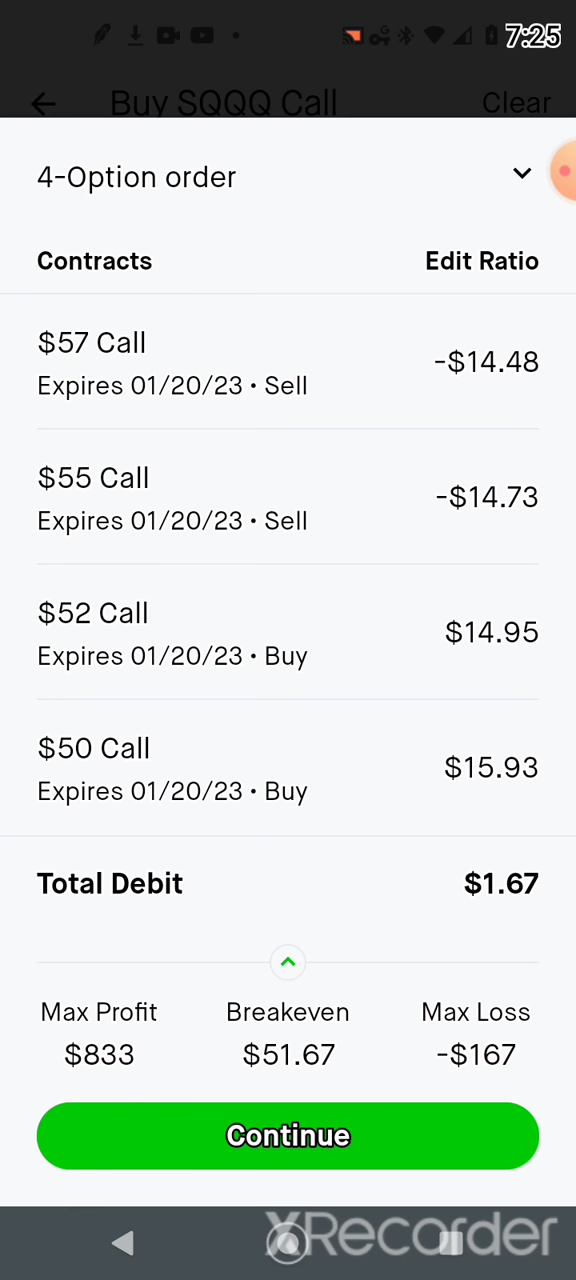 7:25
Buy SQQQ Call
Clear
4-Option order
Contracts
Edit Ratio
$57 Call
-$14.48
Expires 01/20/23 • Sell
$55 Call
-$14.73
Expires 01/20/23 • Sell
$52 Call
$14.95
Expires 01/20/23 • Buy
$50 Call
$15.93
Expires 01/20/23 • Buy
Total Debit
$1.67
Max Profit
Breakeven
Max Loss
$833
$51.67
-$167
Continue
XRecorder